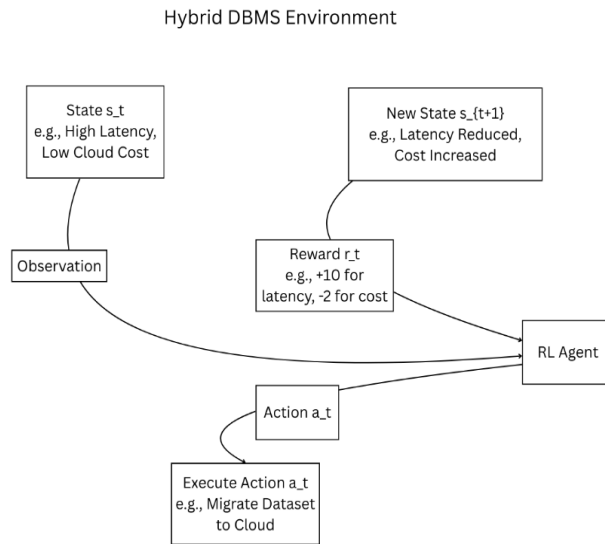 Hybrid DBMS Environment
State s_t
e.g., High Latency,
Low Cloud Cost
New State s_{t+1}
e.g., Latency Reduced,
Cost Increased
Observation
Reward r_t
e.g., +10 for
latency, -2 for cost
RL Agent
Action a_t
Execute Action a_t
e.g., Migrate Dataset
to Cloud